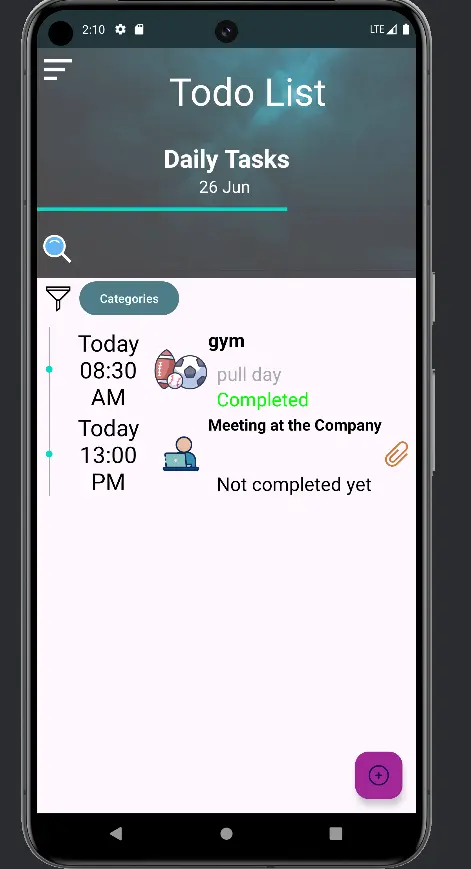 2:10
LTE
Todo List
Daily Tasks
26 Jun
Categories
Today
08:30
AM
gym
pull day
Completed
Today
13:00
PM
Meeting at the Company
Not completed yet